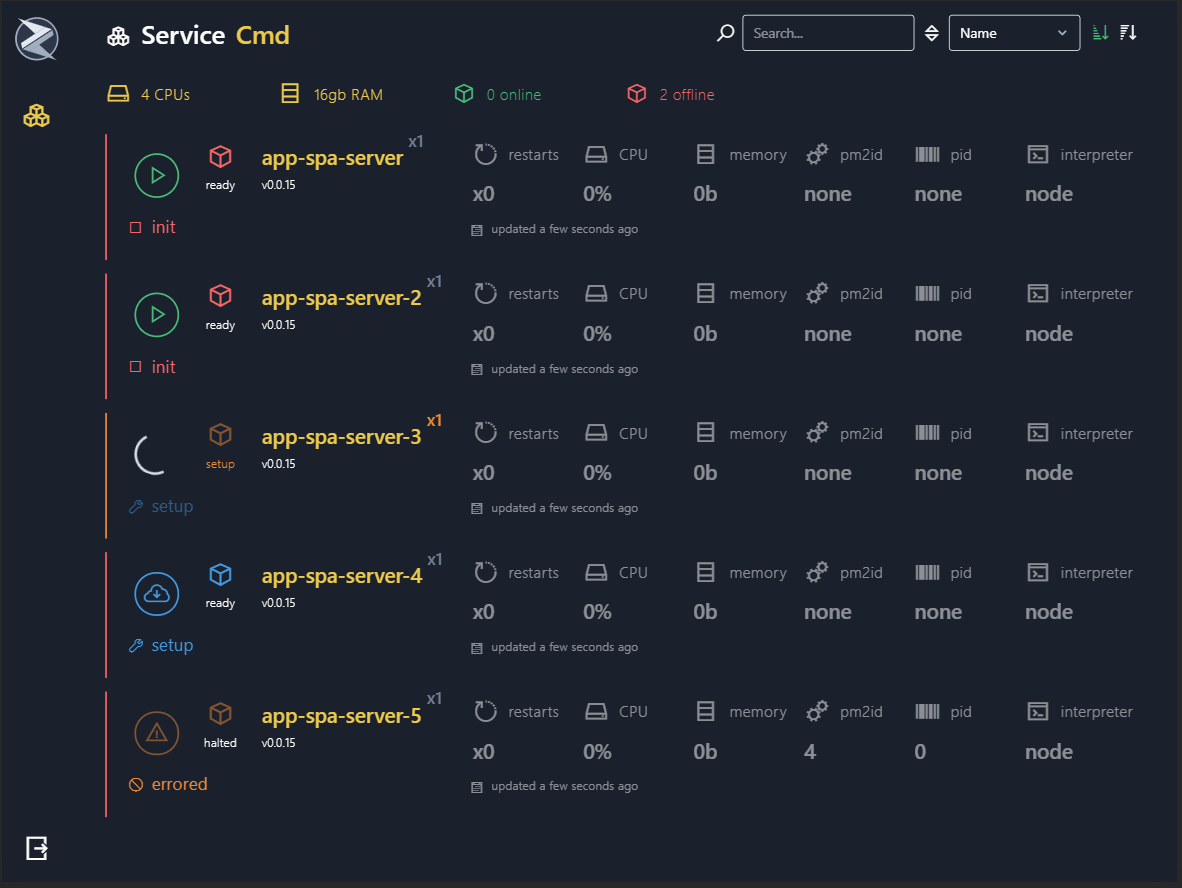 Service Cmd
Search...
Name
4 CPUs
16gb RAM
0 online
2 offline
app-spa-server x1
ready
v0.0.15
init
restarts CPU memory pm2id pid interpreter
x0 0% 0b none none node
updated a few seconds ago
app-spa-server-2 x1
ready
v0.0.15
init
restarts CPU memory pm2id pid interpreter
x0 0% 0b none none node
updated a few seconds ago
app-spa-server-3 x1
setup
v0.0.15
setup
restarts CPU memory pm2id pid interpreter
x0 0% 0b none none node
updated a few seconds ago
app-spa-server-4 x1
ready
v0.0.15
setup
restarts CPU memory pm2id pid interpreter
x0 0% 0b none none node
updated a few seconds ago
app-spa-server-5 x1
halted
v0.0.15
errored
restarts CPU memory pm2id pid interpreter
x0 0% 0b 4 0 node
updated a few seconds ago